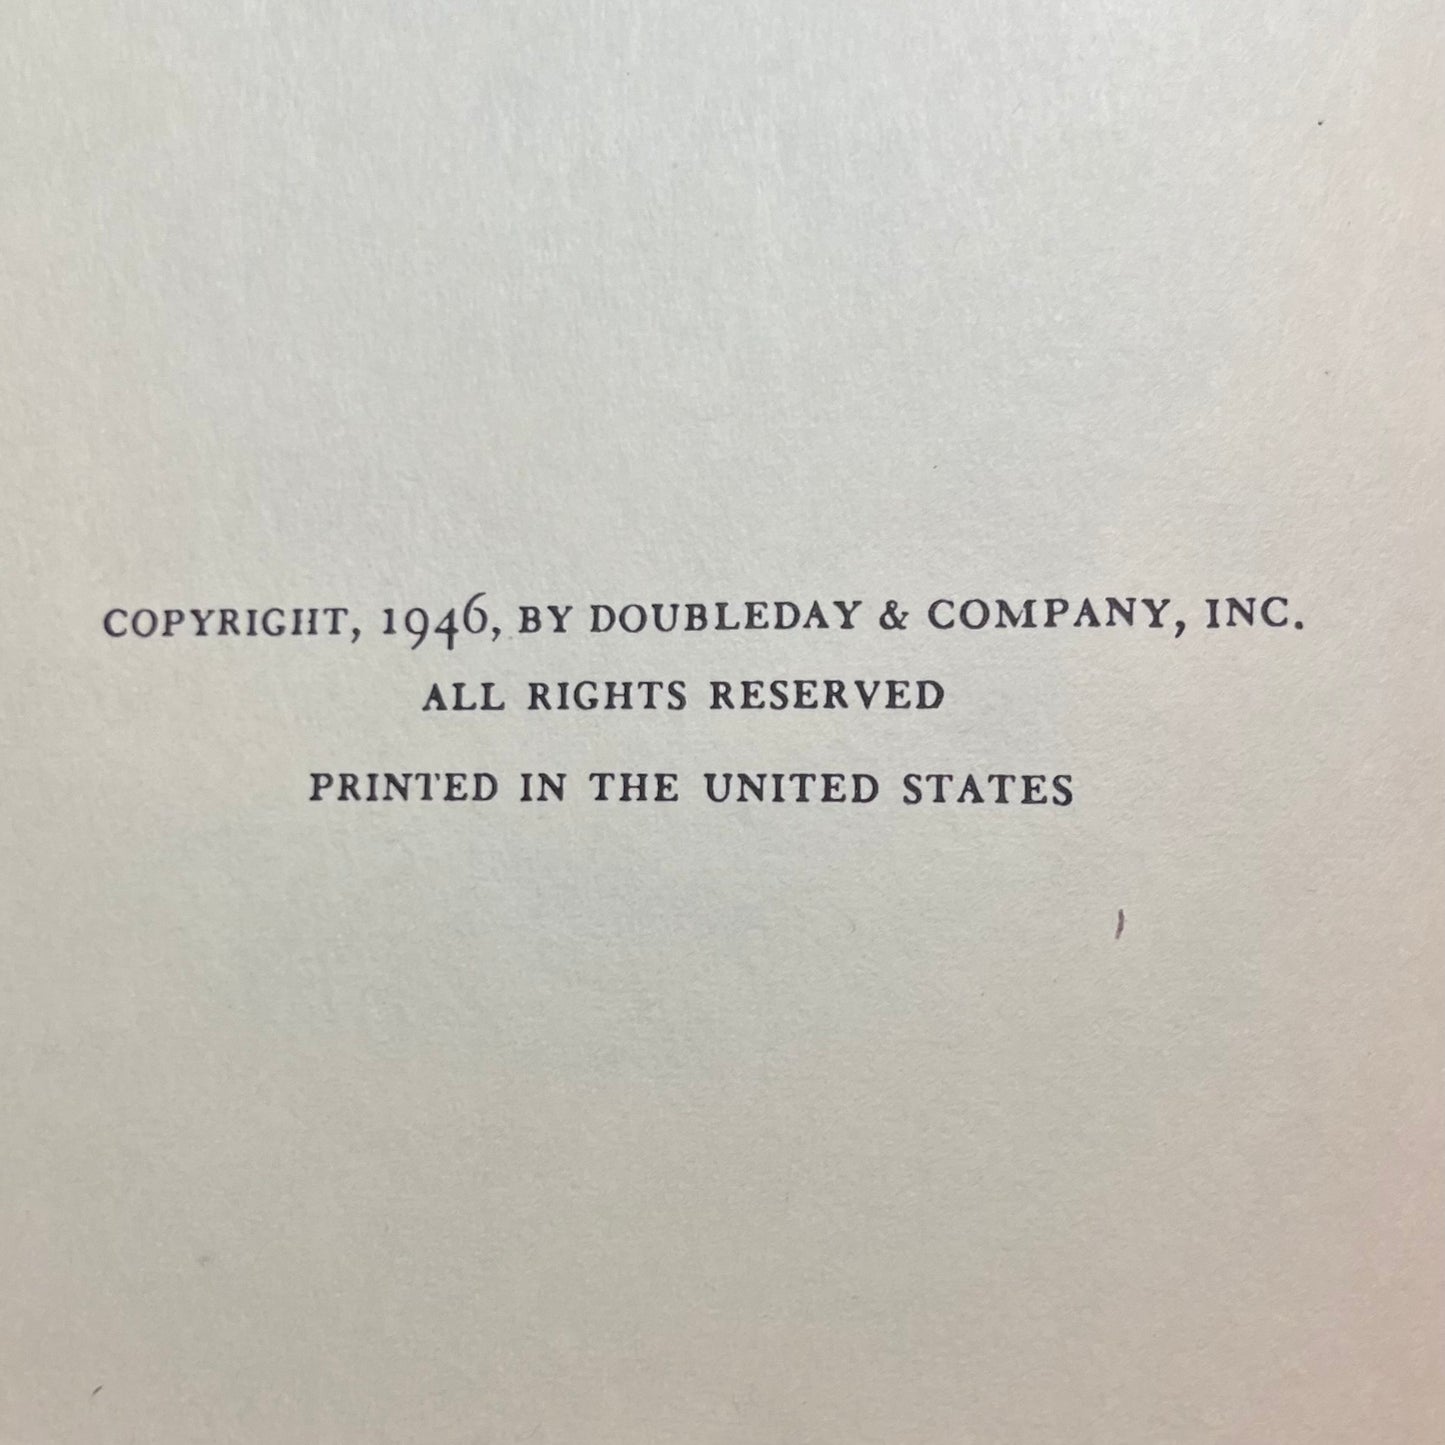 COPYRIGHT, 1946, BY DOUBLEDAY & COMPANY, INC.
ALL RIGHTS RESERVED
PRINTED IN THE UNITED STATES